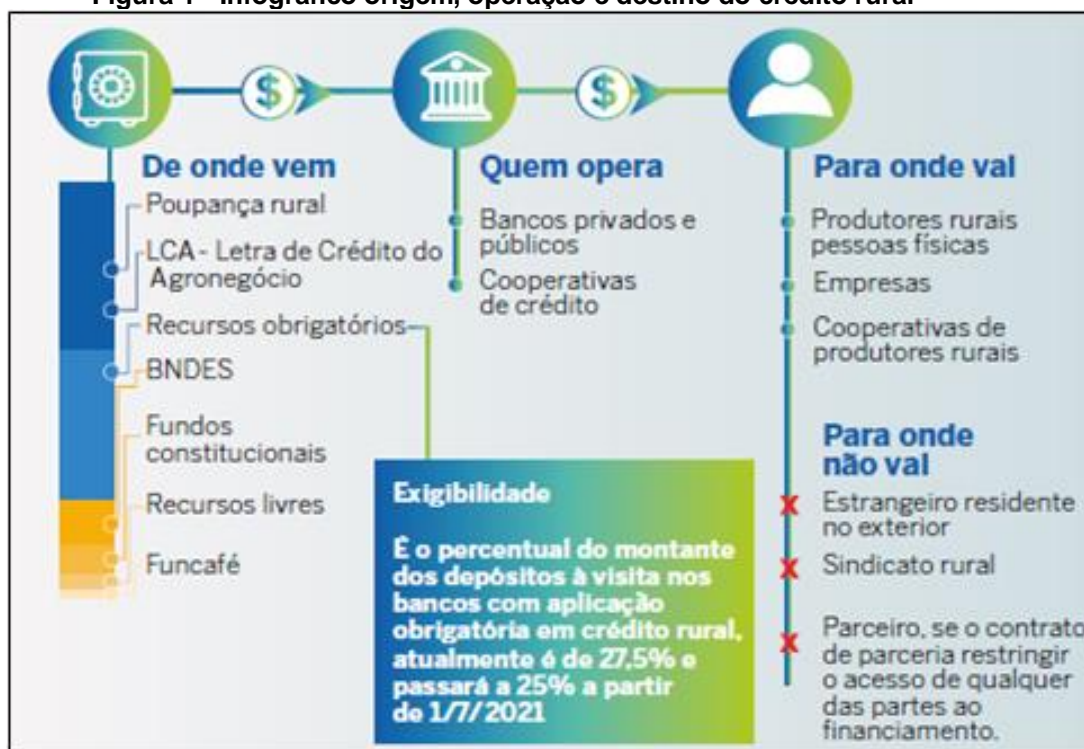 Figura 1 - Infográfico origem, operação e destino do crédito rural
De onde vem
Poupança rural
LCA - Letra de Crédito do
Agronegócio
Recursos obrigatórios
BNDES
Fundos
constitucionais
Recursos livres
Funcafé
Quem opera
Bancos privados e
públicos
Cooperativas
de crédito
Exigibilidade
É o percentual do montante
dos depósitos à visita nos
bancos com aplicação
obrigatória em crédito rural,
atualmente é de 27,5% e
passará a 25% a partir
de 1/7/2021
Para onde val
Produtores rurais
pessoas físicas
Empresas
Cooperativas de
produtores rurais
Para onde
não val
Estrangeiro residente
no exterior
Sindicato rural
Parceiro, se o contrato
de parceria restringir
o acesso de qualquer
das partes ao
financiamento.